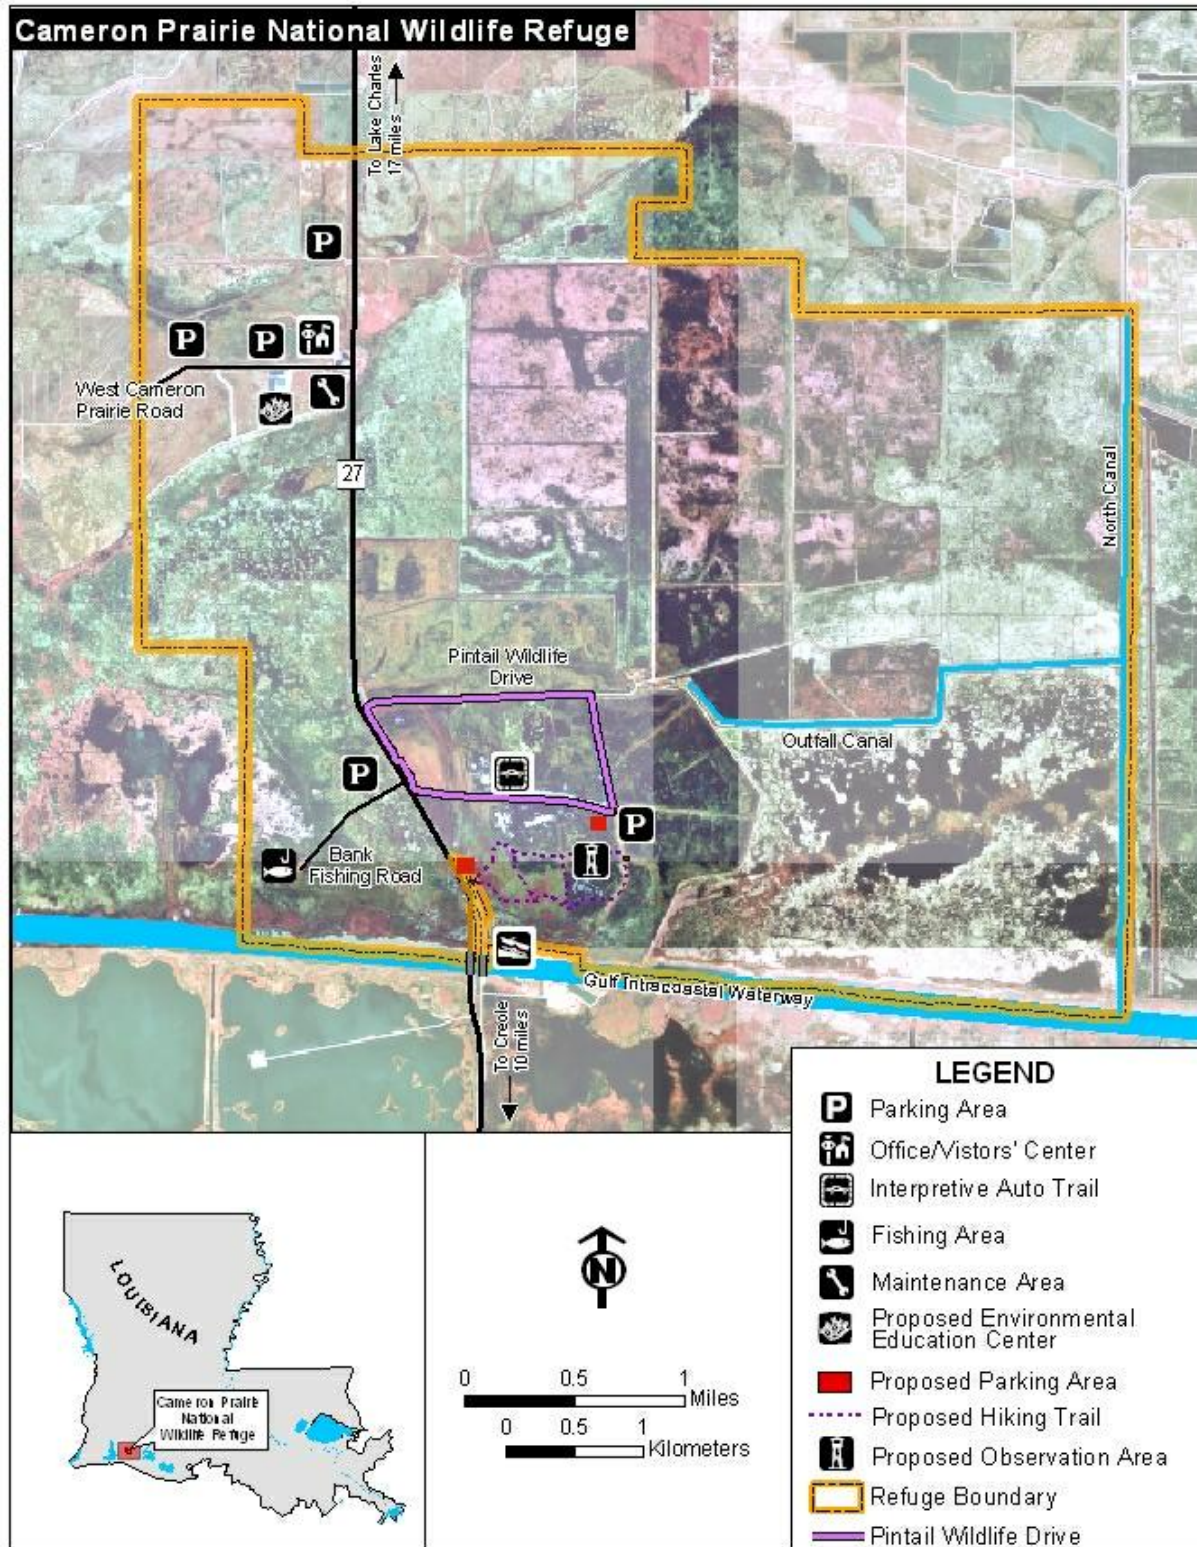 Cameron Prairie National Wildlife Refuge
To Lake Charles
17 miles
P
P
P
West Cameron
Prairie Road
27
North Canal
Pintail Wildlife
Drive
Outfall Canal
P
P
Bank
Fishing Road
Gulf Intracoastal Waterway
To Creole
10 miles
LEGEND
P Parking Area
Office/Vistors' Center
Interpretive Auto Trail
Fishing Area
Maintenance Area
Proposed Environmental
Education Center
Proposed Parking Area
Proposed Hiking Trail
Proposed Observation Area
Refuge Boundary
Pintail Wildlife Drive
LOUISIANA
Cameron Prairie
National
Wildlife Refuge
N
0 0.5 1
Miles
0 0.5 1
Kilometers